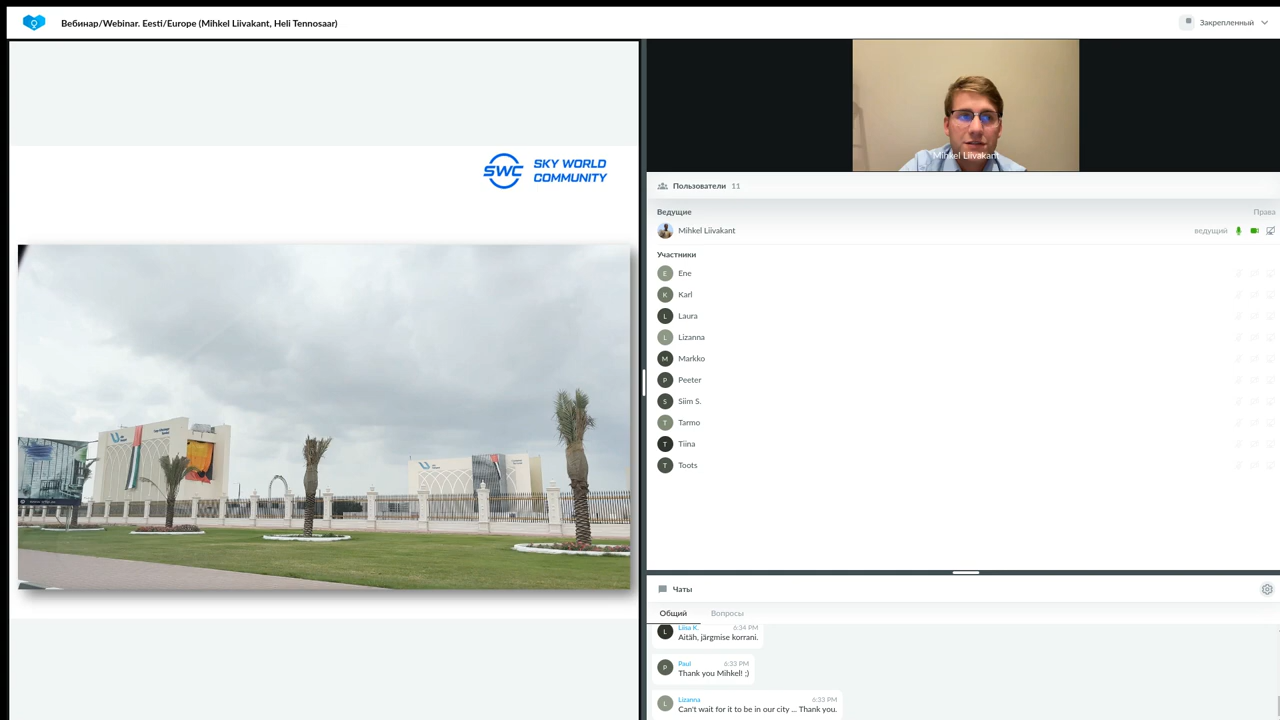 Вебинар/Webinar. Eesti/Europe (Mihkel Liivakant, Heli Tennosaar)
Закрепленный
SWC SKY WORLD
COMMUNITY
Mihkel Liivakant
Пользователи 11
Ведущие Права
Mihkel Liivakant ведущий
Участники
E Ene
K Karl
L Laura
L Lizanna
M Markko
P Peeter
S Siim S.
T Tarmo
T Tiina
T Toots
Чаты
Общий Вопросы
L Liisa K. 6:34 PM
Aitäh, järgmise korrani.
P Paul 6:33 PM
Thank you Mihkel! ;)
L Lizanna 6:33 PM
Can't wait for it to be in our city ... Thank you.